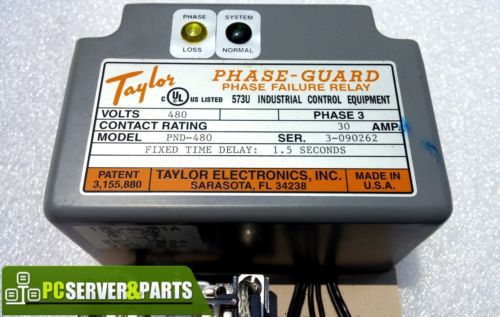 PHASE
LOSS
SYSTEM
NORMAL
Taylor
PHASE-GUARD
PHASE FAILURE RELAY
C UL US LISTED 573U INDUSTRIAL CONTROL EQUIPMENT
VOLTS 480 PHASE 3
CONTACT RATING 30 AMP.
MODEL PND-480 SER. 3-090262
FIXED TIME DELAY: 1.5 SECONDS
PATENT
3,155,880
TAYLOR ELECTRONICS, INC.
SARASOTA, FL 34238
MADE IN
U.S.A.
PCSERVER&PARTS